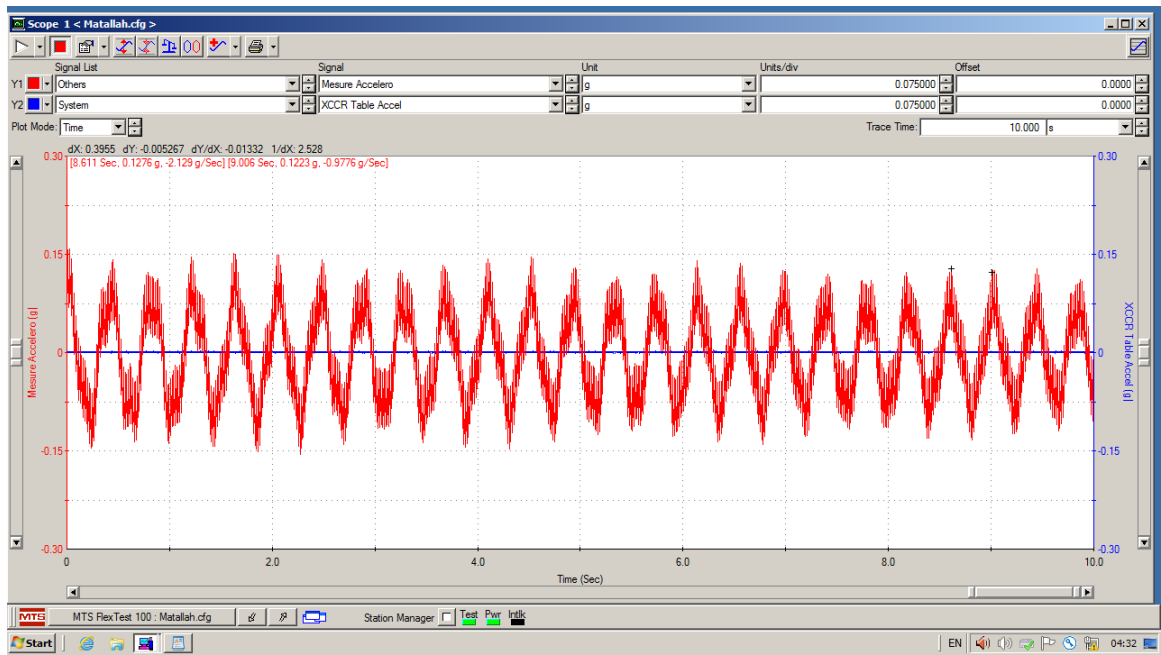 Scope 1 < Matallah.cfg >
Signal List Signal Unit Units/div Offset
Y1 Others Mesure Accelero g 0.075000 0.0000
Y2 System XCCR Table Accel g 0.075000 0.0000
Plot Mode: Time Trace Time: 10.000 s
dX: 0.3955 dY: -0.005267 dY/dX: -0.01332 1/dX: 2.528
[8.611 Sec, 0.1276 g, -2.129 g/Sec] [9.006 Sec, 0.1223 g, -0.9776 g/Sec]
0.30 0.30
0.15 0.15
Mesure Accelero (g)
0 0
XCCR Table Accel (g)
-0.15 -0.15
-0.30 -0.30
0 2.0 4.0 6.0 8.0 10.0
Time (Sec)
MTS MTS FlexTest 100 : Matallah.cfg Station Manager Test Pwr Intlk
Start EN 04:32